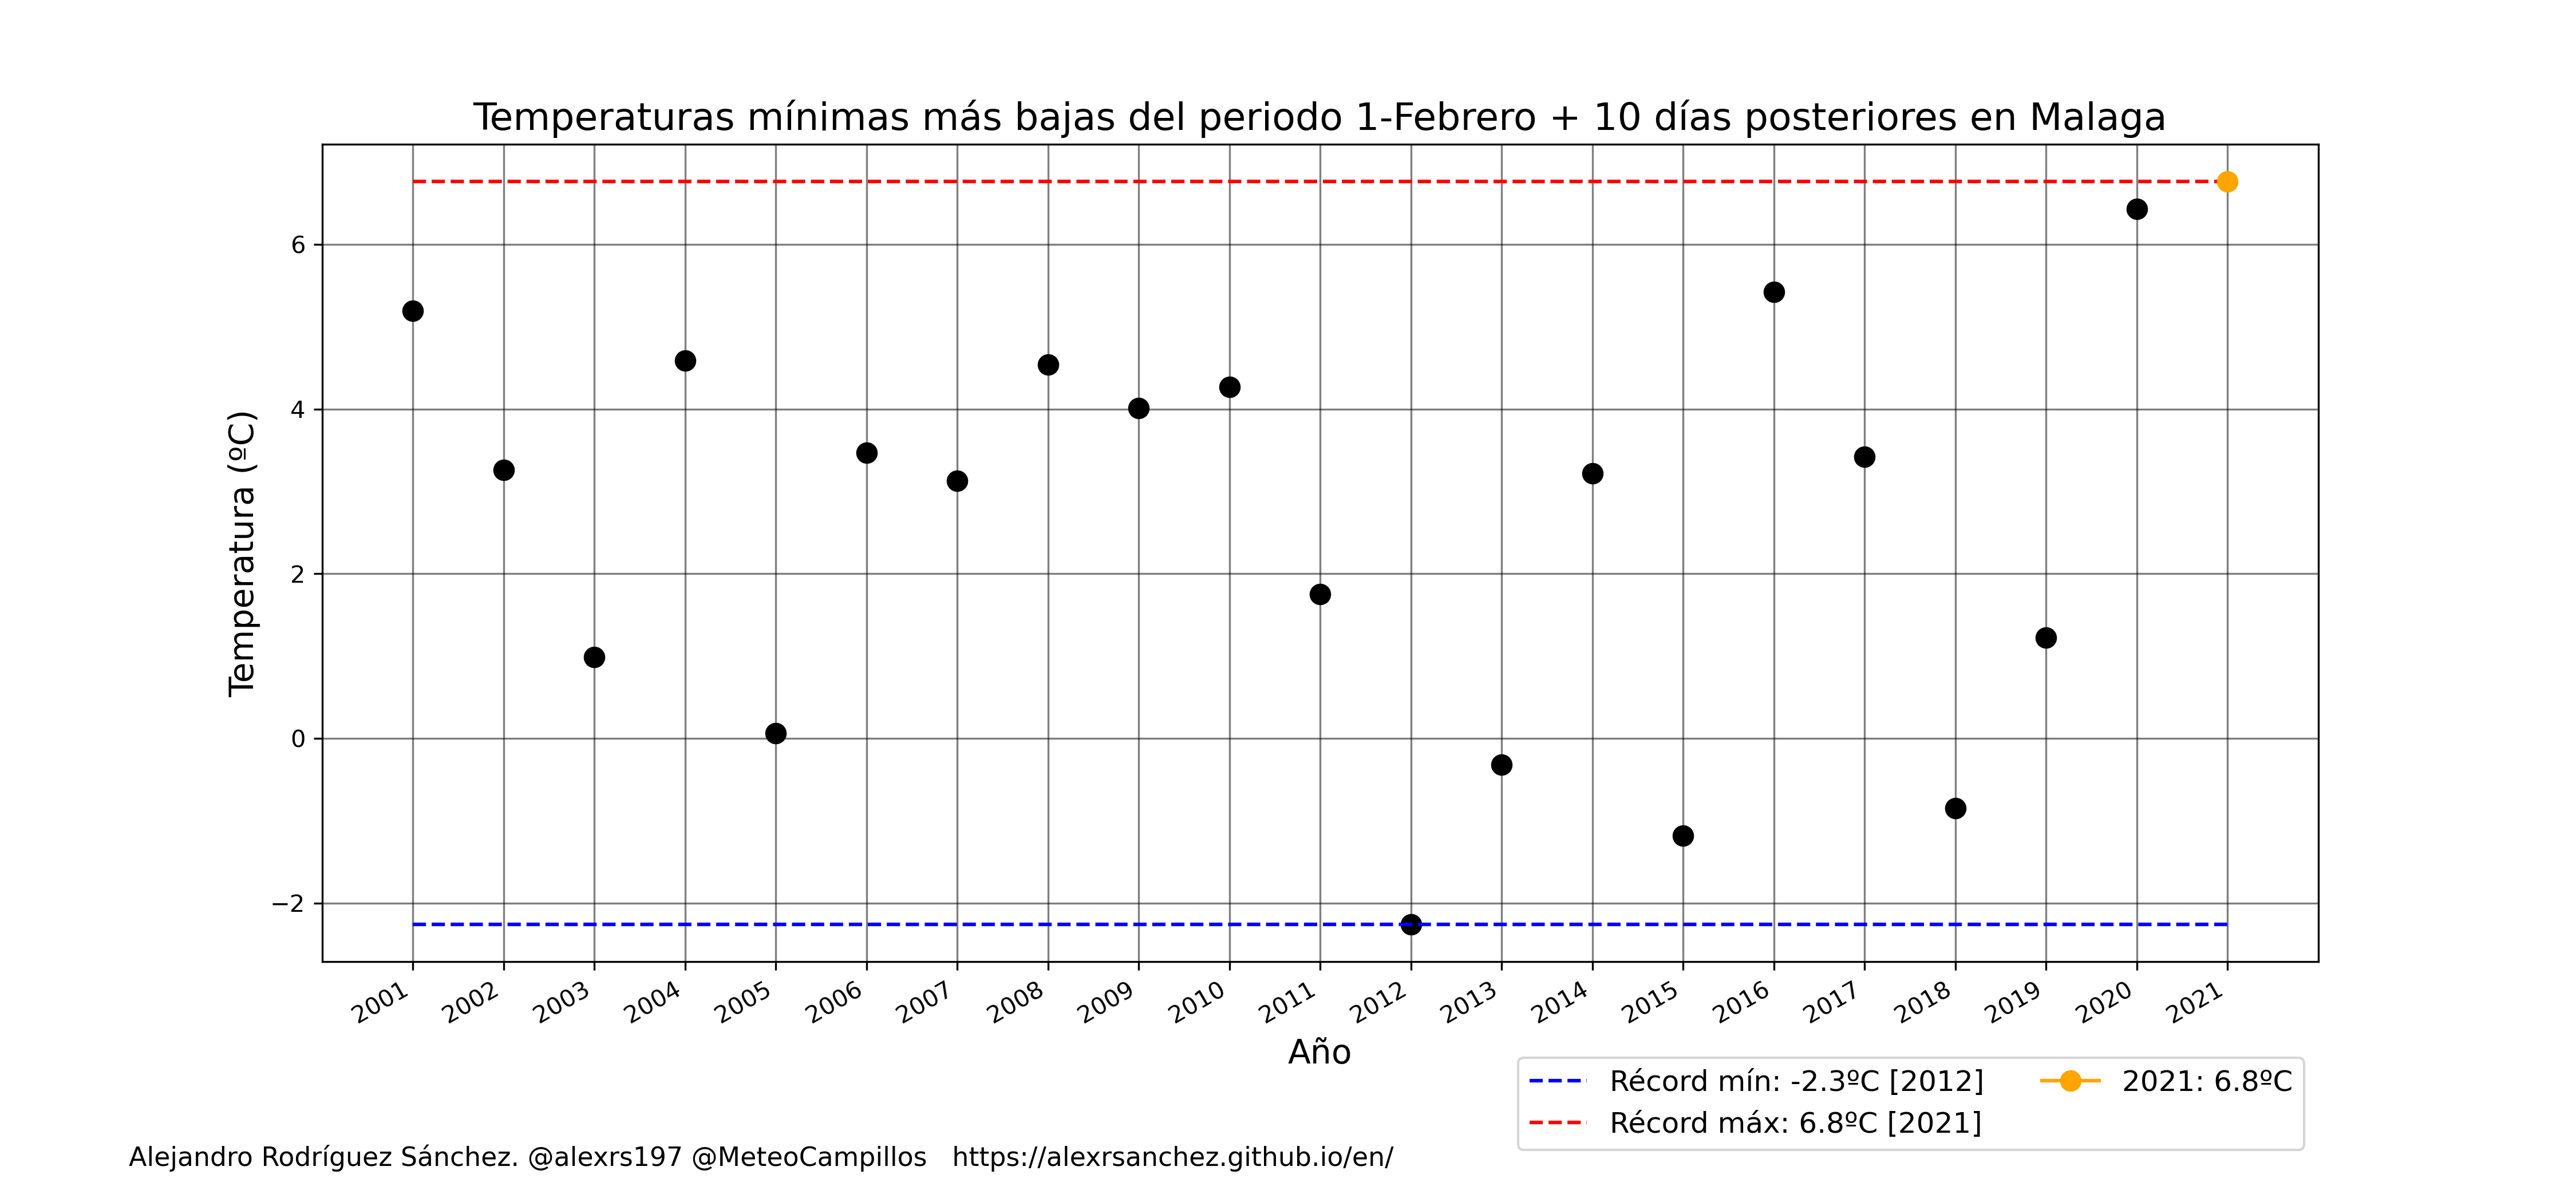 Temperaturas mínimas más bajas del periodo 1-Febrero + 10 días posteriores en Malaga
Temperatura (ºC)
6
4
2
0
−2
2001 2002 2003 2004 2005 2006 2007 2008 2009 2010 2011 2012 2013 2014 2015 2016 2017 2018 2019 2020 2021
Año
Récord mín: -2.3ºC [2012]
Récord máx: 6.8ºC [2021]
2021: 6.8ºC
Alejandro Rodríguez Sánchez. @alexrs197 @MeteoCampillos https://alexrsanchez.github.io/en/